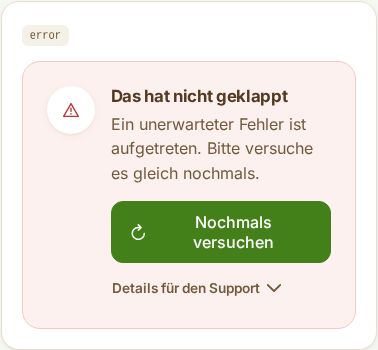 error
Das hat nicht geklappt
Ein unerwarteter Fehler ist
aufgetreten. Bitte versuche
es gleich nochmals.
Nochmals
versuchen
Details für den Support